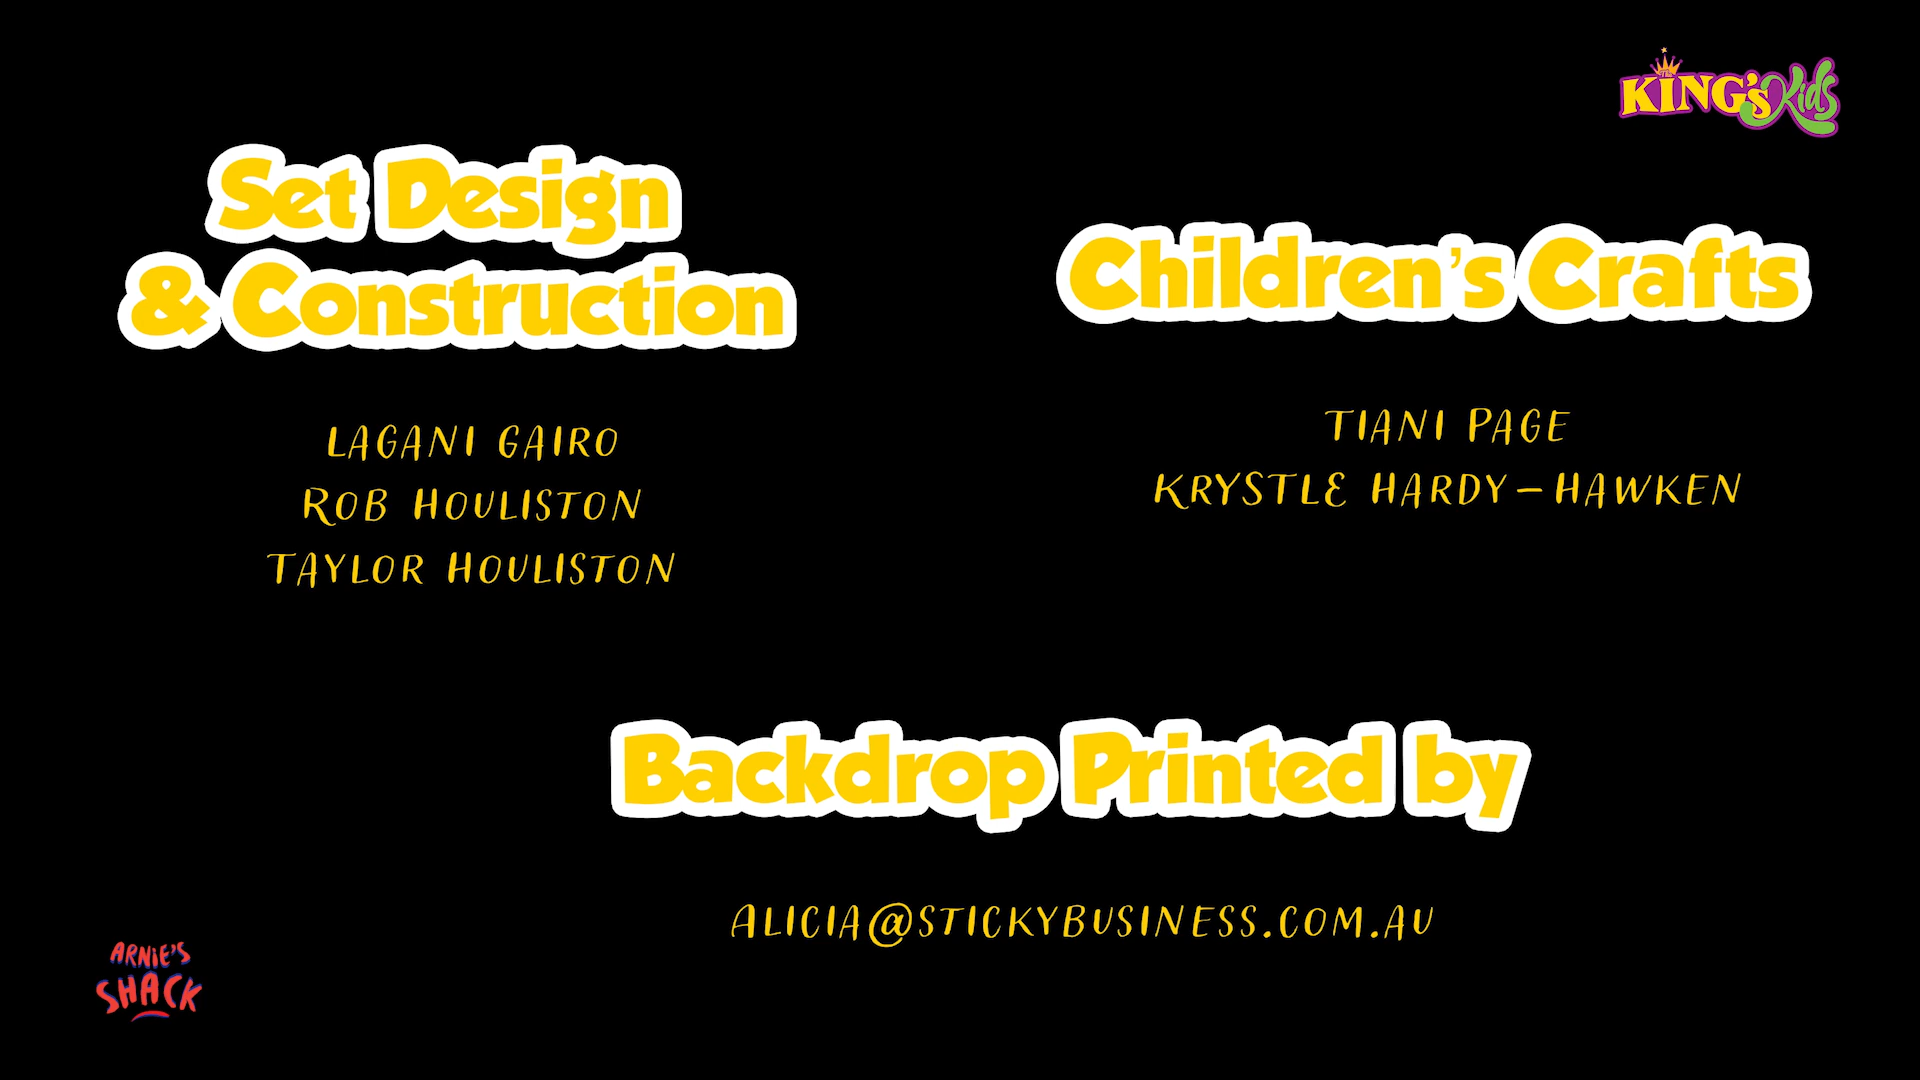 KING'S Kids
Set Design
& Construction
LAGANI GAIRO
ROB HOULISTON
TAYLOR HOULISTON
Children's Crafts
TIANI PAGE
KRYSTLE HARDY-HAWKEN
Backdrop Printed by
ALICIA@STICKYBUSINESS.COM.AU
ARNIE'S
SHACK